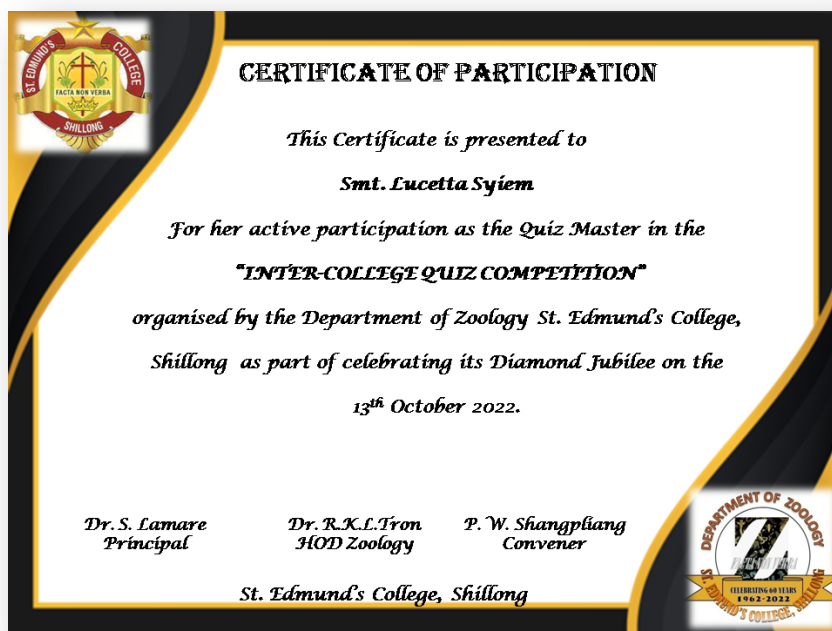 ST. EDMUND'S COLLEGE
FACTA NON VERBA
SHILLONG
CERTIFICATE OF PARTICIPATION
This Certificate is presented to
Smt. Lucetta Syiem
For her active participation as the Quiz Master in the
"INTER-COLLEGE QUIZ COMPETITION"
organised by the Department of Zoology St. Edmund's College,
Shillong as part of celebrating its Diamond Jubilee on the
13th October 2022.
Dr. S. Lamare Dr. R.K.L.Tron P. W. Shangpliang
Principal HOD Zoology Convener
St. Edmund's College, Shillong
DEPARTMENT OF ZOOLOGY
Z
CELEBRATING 60 YEARS
1962-2022
ST. EDMUND'S COLLEGE, SHILLONG